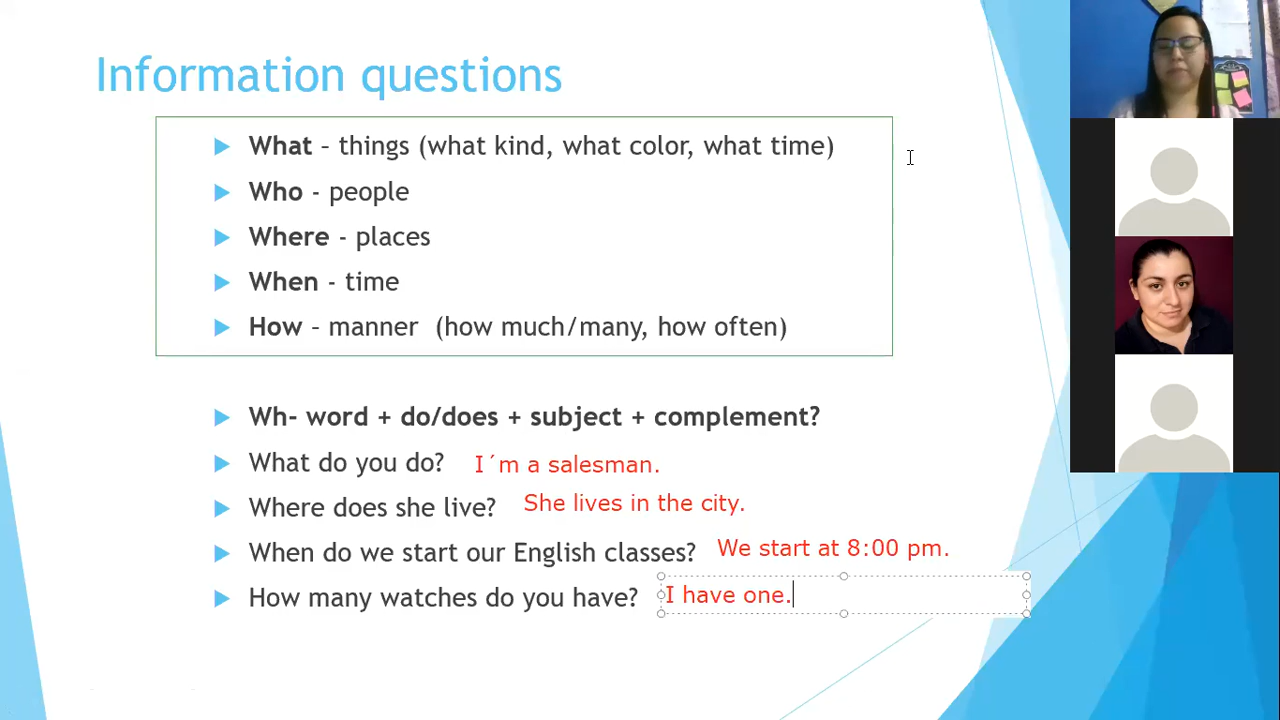 Information questions
What – things (what kind, what color, what time)
Who - people
Where - places
When - time
How – manner (how much/many, how often)
Wh- word + do/does + subject + complement?
What do you do? I´m a salesman.
Where does she live? She lives in the city.
When do we start our English classes? We start at 8:00 pm.
How many watches do you have? I have one.